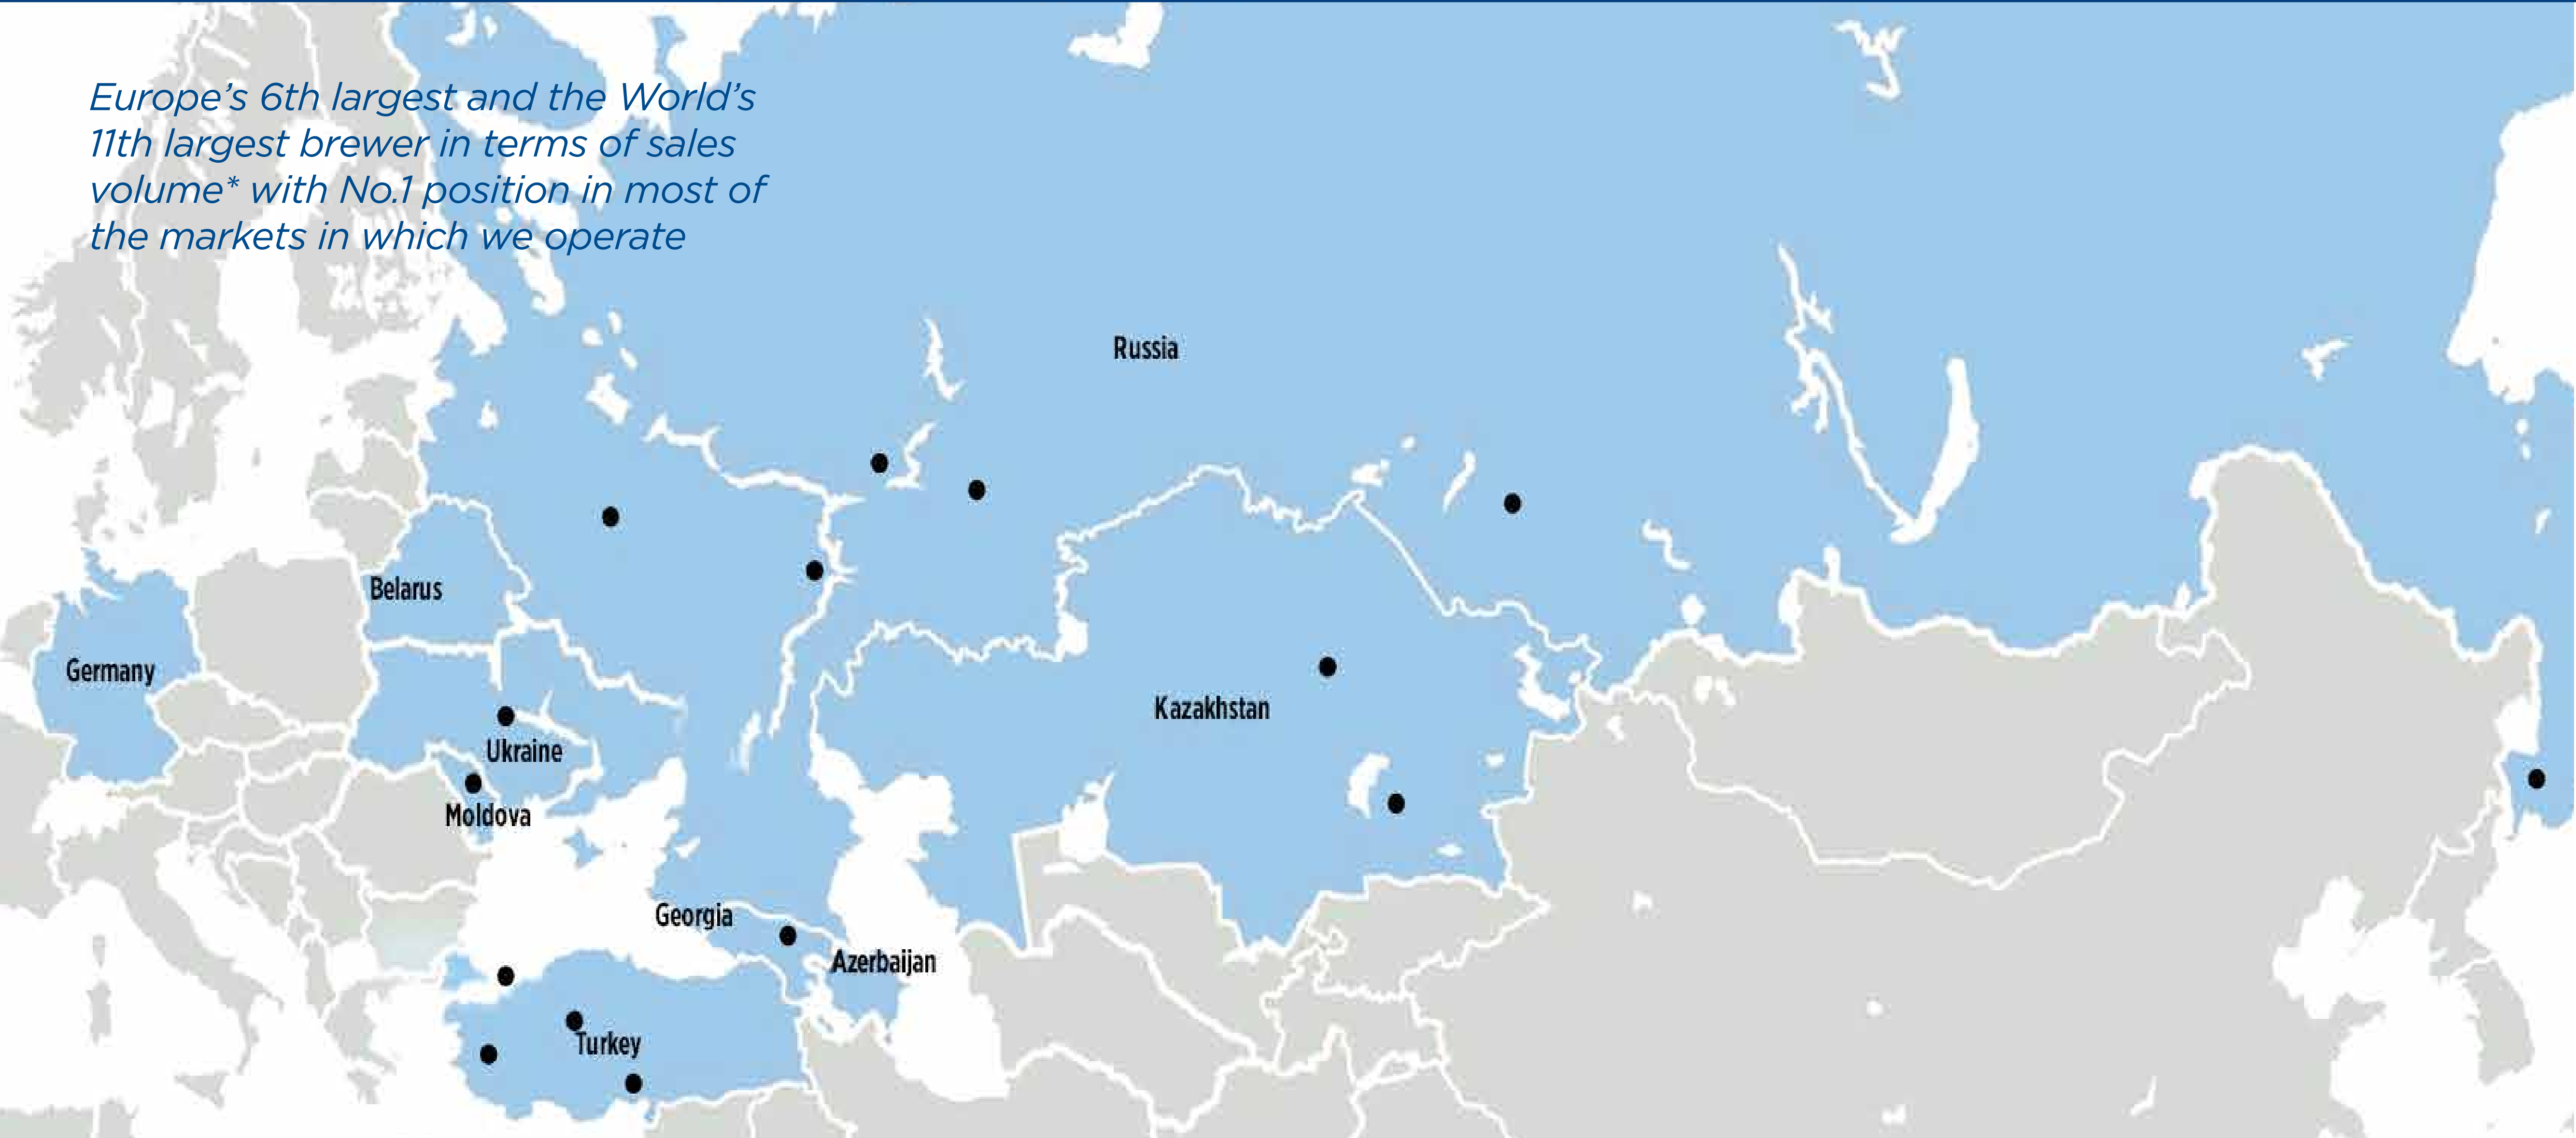 Europe’s 6th largest and the World’s
11th largest brewer in terms of sales
volume* with No.1 position in most of
the markets in which we operate
Russia
Belarus
Germany
Kazakhstan
Ukraine
Moldova
Georgia
Azerbaijan
Turkey